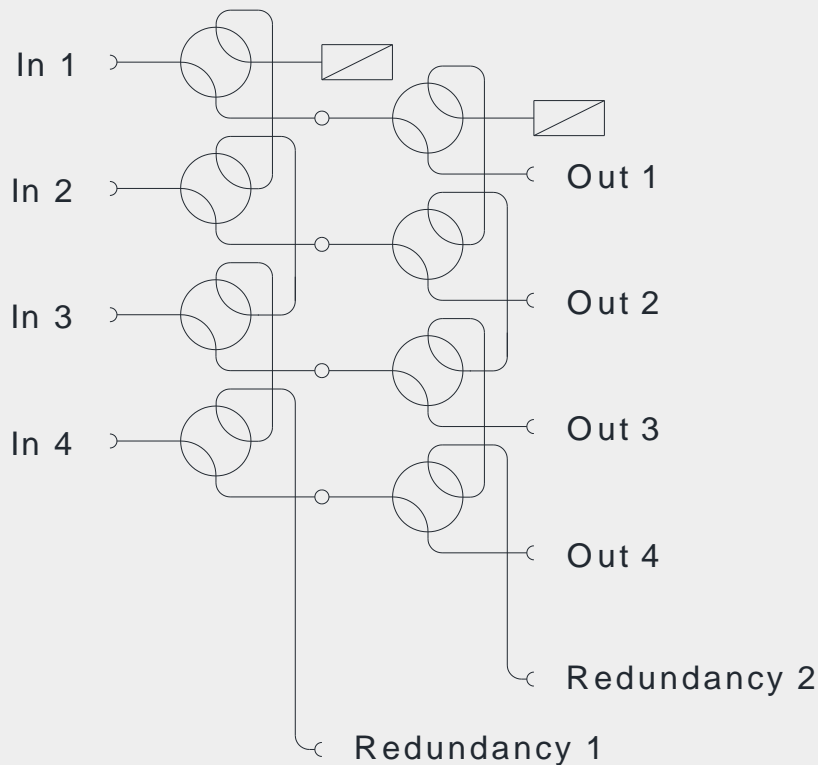 In 1
Out 1
In 2
Out 2
In 3
Out 3
In 4
Out 4
Redundancy 2
Redundancy 1